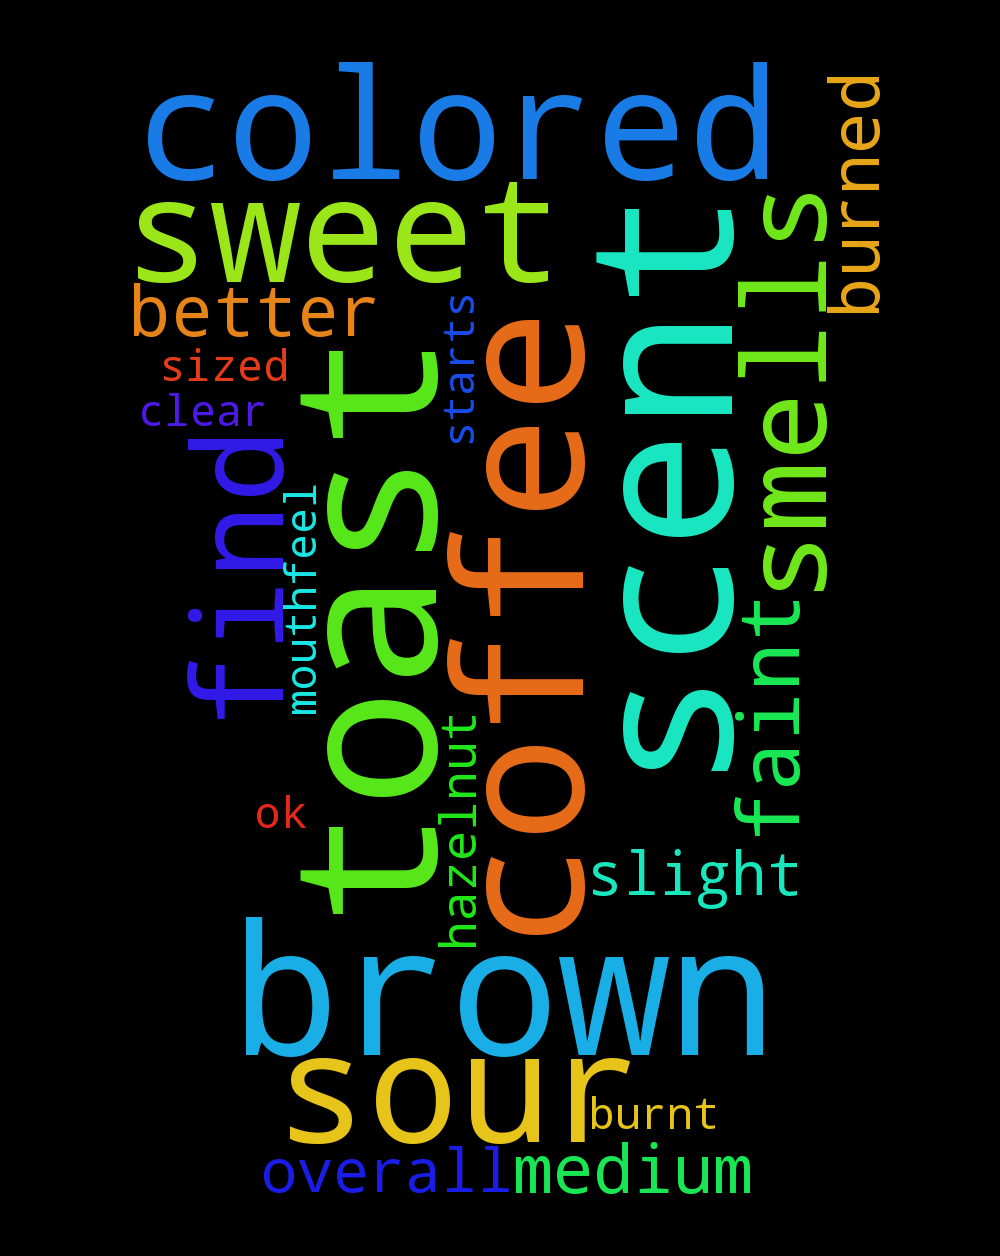 colored
burned
sweet
scent
smells
better
starts
coffee
sized
toast
clear
find
mouthfeel
faint
hazelnut
ok
slight
brown
sour
burnt
overall
medium